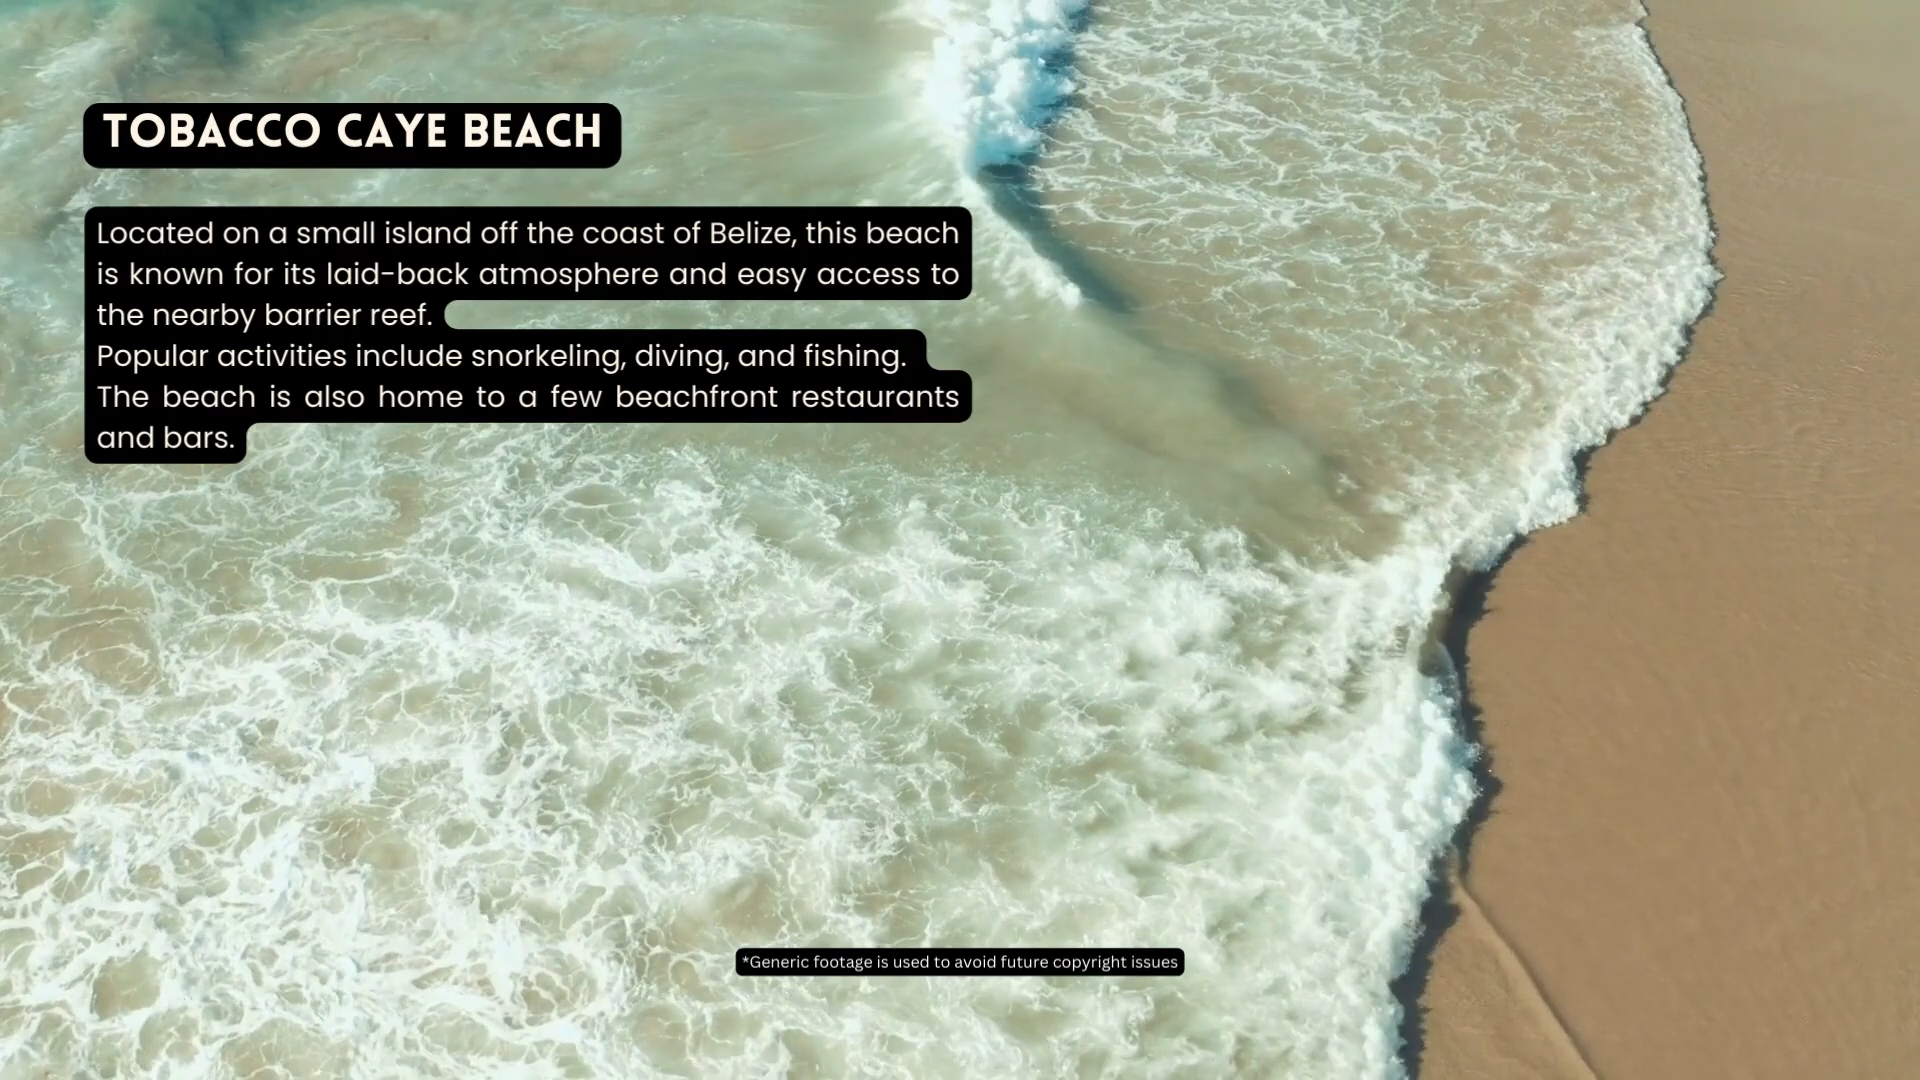 TOBACCO CAYE BEACH
Located on a small island off the coast of Belize, this beach
is known for its laid-back atmosphere and easy access to
the nearby barrier reef.
Popular activities include snorkeling, diving, and fishing.
The beach is also home to a few beachfront restaurants
and bars.
*Generic footage is used to avoid future copyright issues